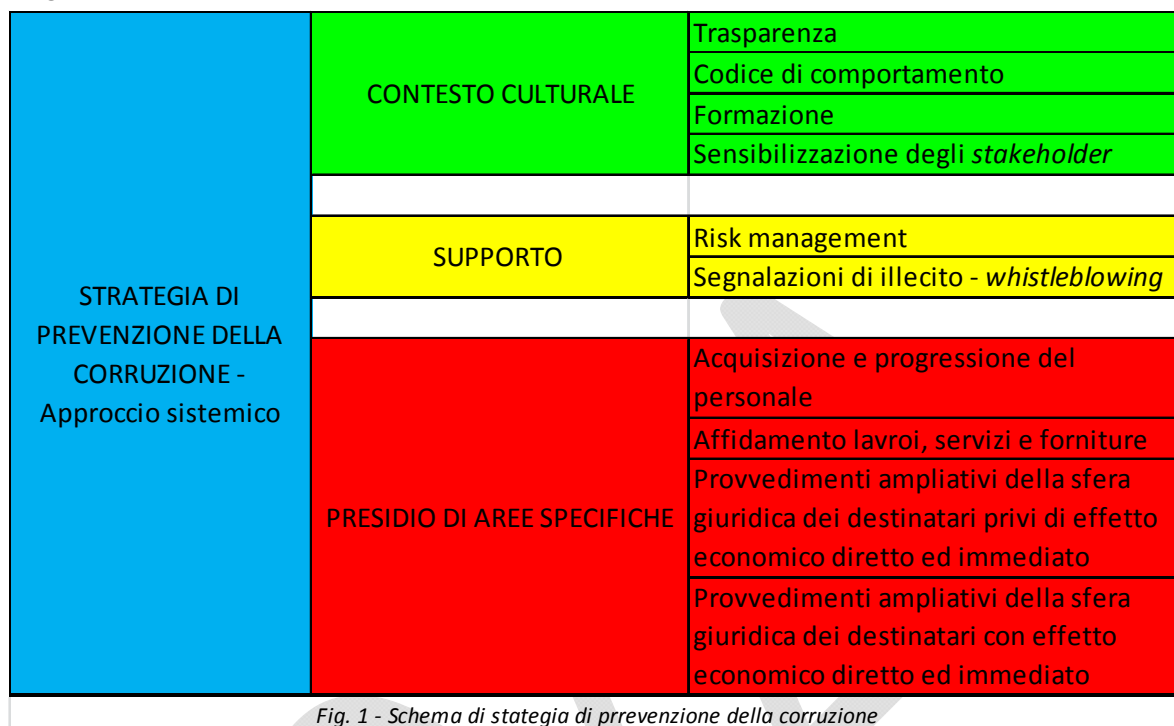 STRATEGIA DI
PREVENZIONE DELLA
CORRUZIONE -
Approccio sistemico
CONTESTO CULTURALE
Trasparenza
Codice di comportamento
Formazione
Sensibilizzazione degli stakeholder
SUPPORTO
Risk management
Segnalazioni di illecito - whistleblowing
PRESIDIO DI AREE SPECIFICHE
Acquisizione e progressione del
personale
Affidamento lavroi, servizi e forniture
Provvedimenti ampliativi della sfera
giuridica dei destinatari privi di effetto
economico diretto ed immediato
Provvedimenti ampliativi della sfera
giuridica dei destinatari con effetto
economico diretto ed immediato
Fig. 1 - Schema di stategia di prrevenzione della corruzione